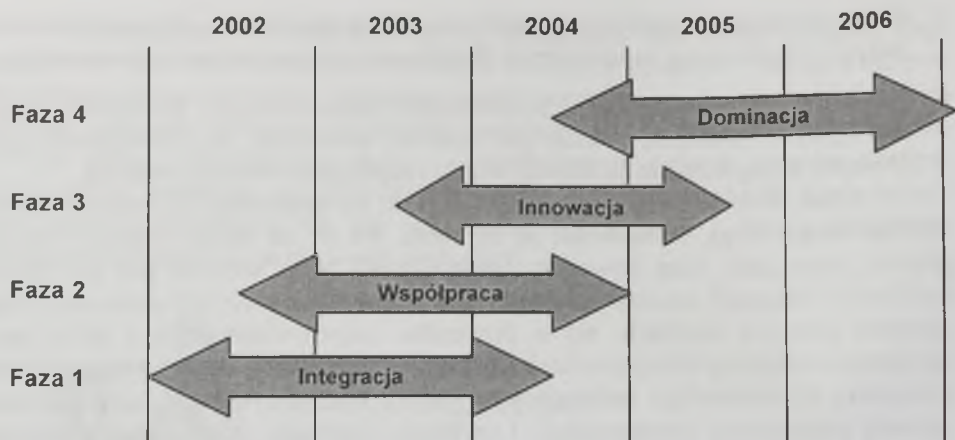 2002 2003 2004 2005 2006
Faza 4 Dominacja
Faza 3 Innowacja
Faza 2 Współpraca
Faza 1 Integracja